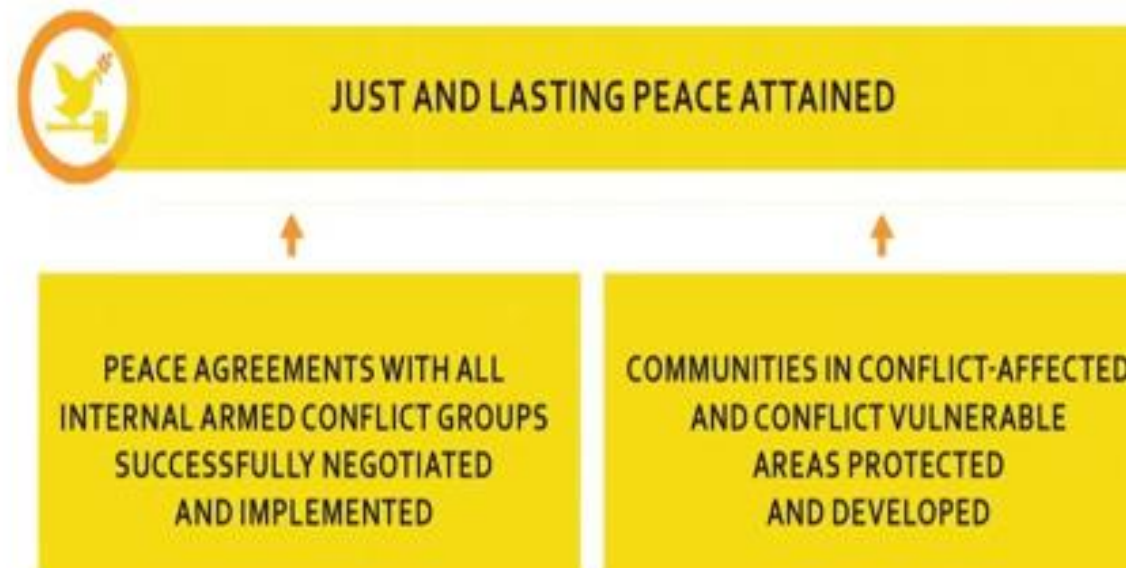 JUST AND LASTING PEACE ATTAINED
PEACE AGREEMENTS WITH ALL
INTERNAL ARMED CONFLICT GROUPS
SUCCESSFULLY NEGOTIATED
AND IMPLEMENTED
COMMUNITIES IN CONFLICT-AFFECTED
AND CONFLICT VULNERABLE
AREAS PROTECTED
AND DEVELOPED